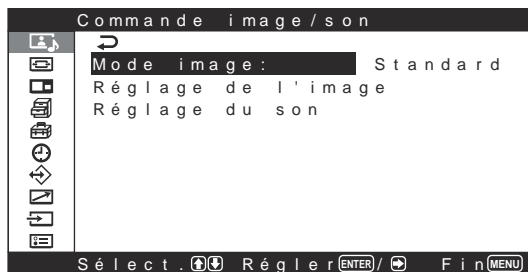 Commande image/son
Mode image: Standard
Réglage de l'image
Réglage du son
Sélect. Régler ENTER / Fin MENU